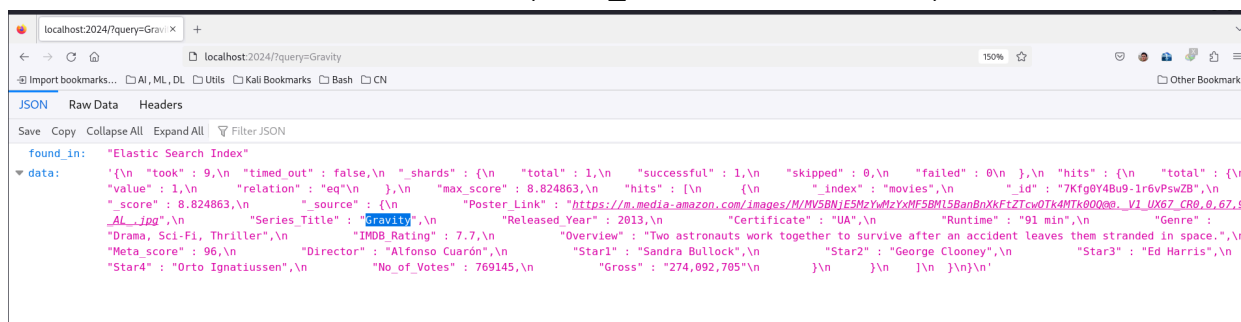 localhost:2024/?query=Gravi × +
localhost:2024/?query=Gravity 150%
Import bookmarks... AI , ML , DL Utils Kali Bookmarks Bash CN Other Bookmark
JSON Raw Data Headers
Save Copy Collapse All Expand All Filter JSON
found_in: "Elastic Search Index"
data: '{\n "took" : 9,\n "timed_out" : false,\n "_shards" : {\n "total" : 1,\n "successful" : 1,\n "skipped" : 0,\n "failed" : 0\n },\n "hits" : {\n "total" : {\n
"value" : 1,\n "relation" : "eq"\n },\n "max_score" : 8.824863,\n "hits" : [\n {\n "_index" : "movies",\n "_id" : "7Kfg0Y4Bu9-1r6vPswZB",\n
"_score" : 8.824863,\n "_source" : {\n "Poster_Link" : "https://m.media-amazon.com/images/M/MV5BNjE5MzYwMzYxMF5BMl5BanBnXkFtZTcwOTk4MTk0OQ@@._V1_UX67_CR0,0,67,9
_AL_.jpg",\n "Series_Title" : "Gravity",\n "Released_Year" : 2013,\n "Certificate" : "UA",\n "Runtime" : "91 min",\n "Genre" :
"Drama, Sci-Fi, Thriller",\n "IMDB_Rating" : 7.7,\n "Overview" : "Two astronauts work together to survive after an accident leaves them stranded in space.",\n
"Meta_score" : 96,\n "Director" : "Alfonso Cuarón",\n "Star1" : "Sandra Bullock",\n "Star2" : "George Clooney",\n "Star3" : "Ed Harris",\n
"Star4" : "Orto Ignatiussen",\n "No_of_Votes" : 769145,\n "Gross" : "274,092,705"\n }\n }\n ]\n }\n}\n'